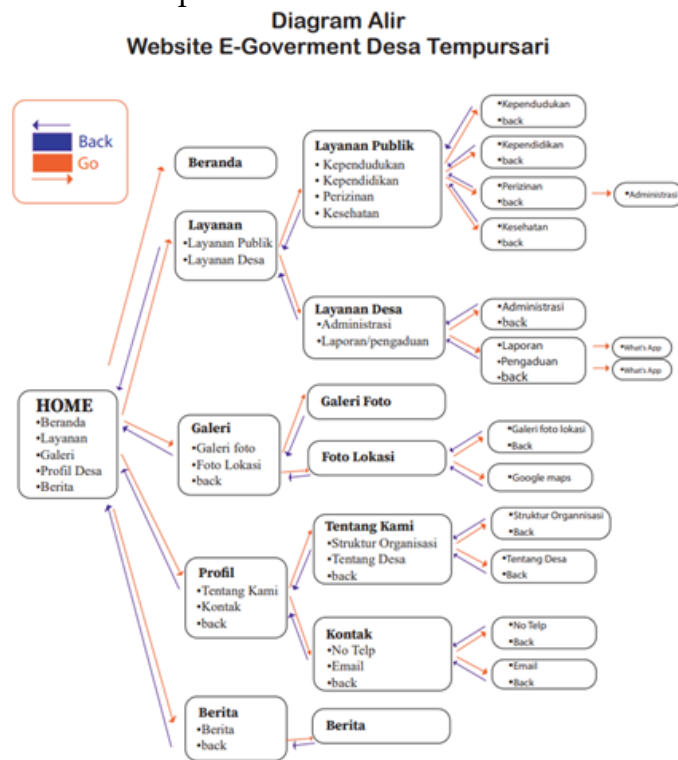 Diagram Alir
Website E-Goverment Desa Tempursari
Back
Go
HOME
•Beranda
•Layanan
•Galeri
•Profil Desa
•Berita
Beranda
Layanan
•Layanan Publik
•Layanan Desa
Layanan Publik
• Kependudukan
• Kependidikan
• Perizinan
• Kesehatan
•Kependudukan
•back
•Kependidikan
•back
•Perizinan
•back
•Administrasi
•Kesehatan
•back
Layanan Desa
•Administrasi
•Laporan/pengaduan
•Administrasi
•back
•Laporan
•Pengaduan
•back
•What's App
•What's App
Galeri
•Galeri foto
•Foto Lokasi
•back
Galeri Foto
Foto Lokasi
•Galeri foto lokasi
•Back
•Google maps
Profil
•Tentang Kami
•Kontak
•back
Tentang Kami
•Struktur Organisasi
•Tentang Desa
•back
•Struktur Organnisasi
•Back
•Tentang Desa
•Back
Kontak
•No Telp
•Email
•back
•No Telp
•Back
•Email
•Back
Berita
•Berita
•back
Berita